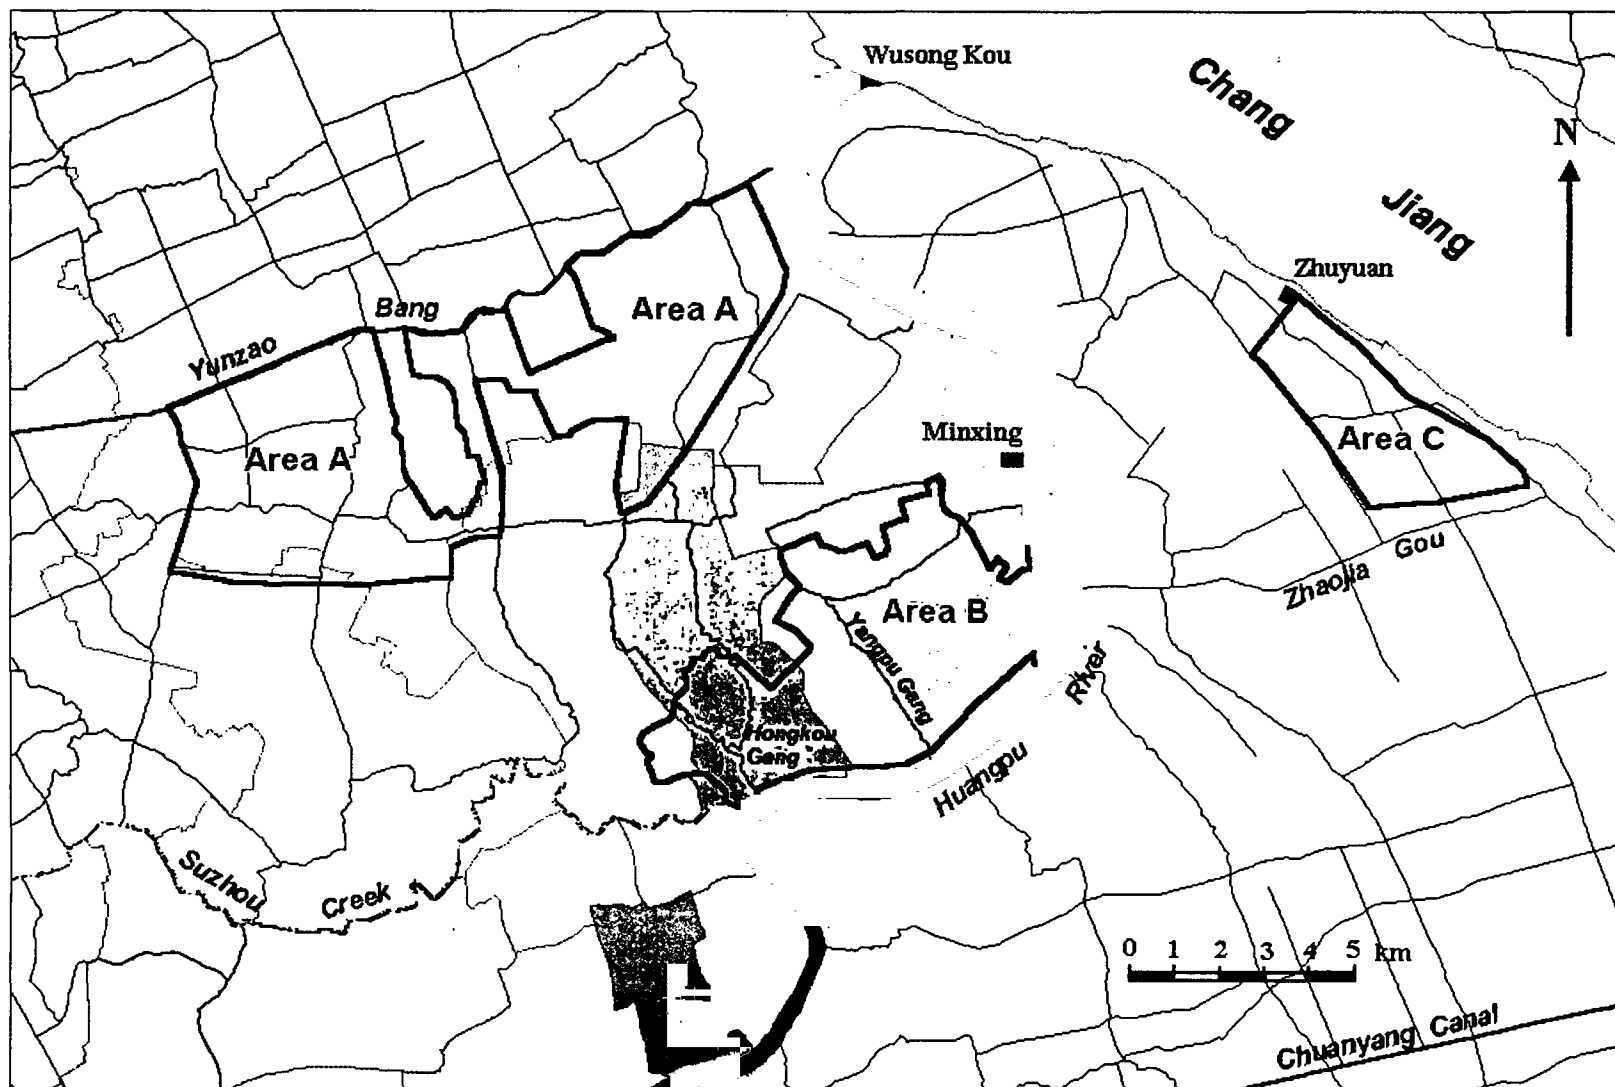 Wusong Kou
Chang
Jiang
N
Zhuyuan
Bang
Area A
Yunzao
Minxing
Area C
Area A
Gou
Zhaojia
Area B
Yangpu Gang
River
Hongkou
Gang
Huangpu
Suzhou
Creek
0 1 2 3 4 5 km
Chuanyang Canal